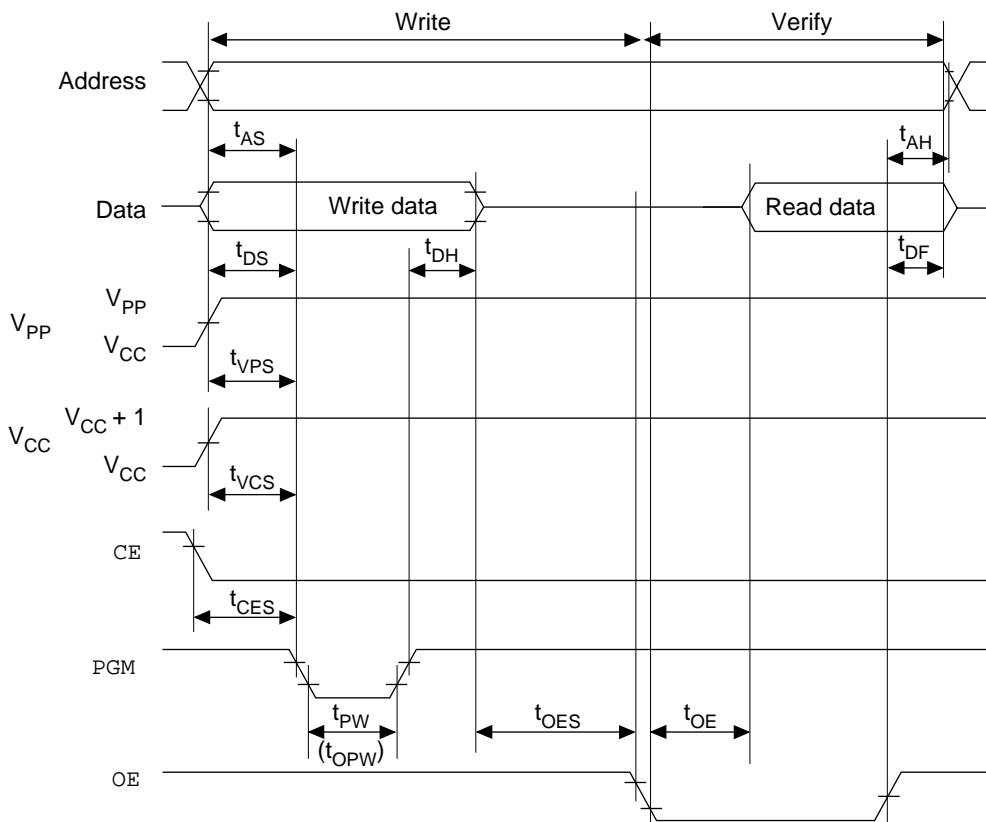 Write Verify
Address
tAS tAH
Data Write data Read data
tDS tDH tDF
VPP VPP
VCC
tVPS
VCC VCC + 1
VCC
tVCS
CE
tCES
PGM
tPW tOES tOE
(tOPW)
OE